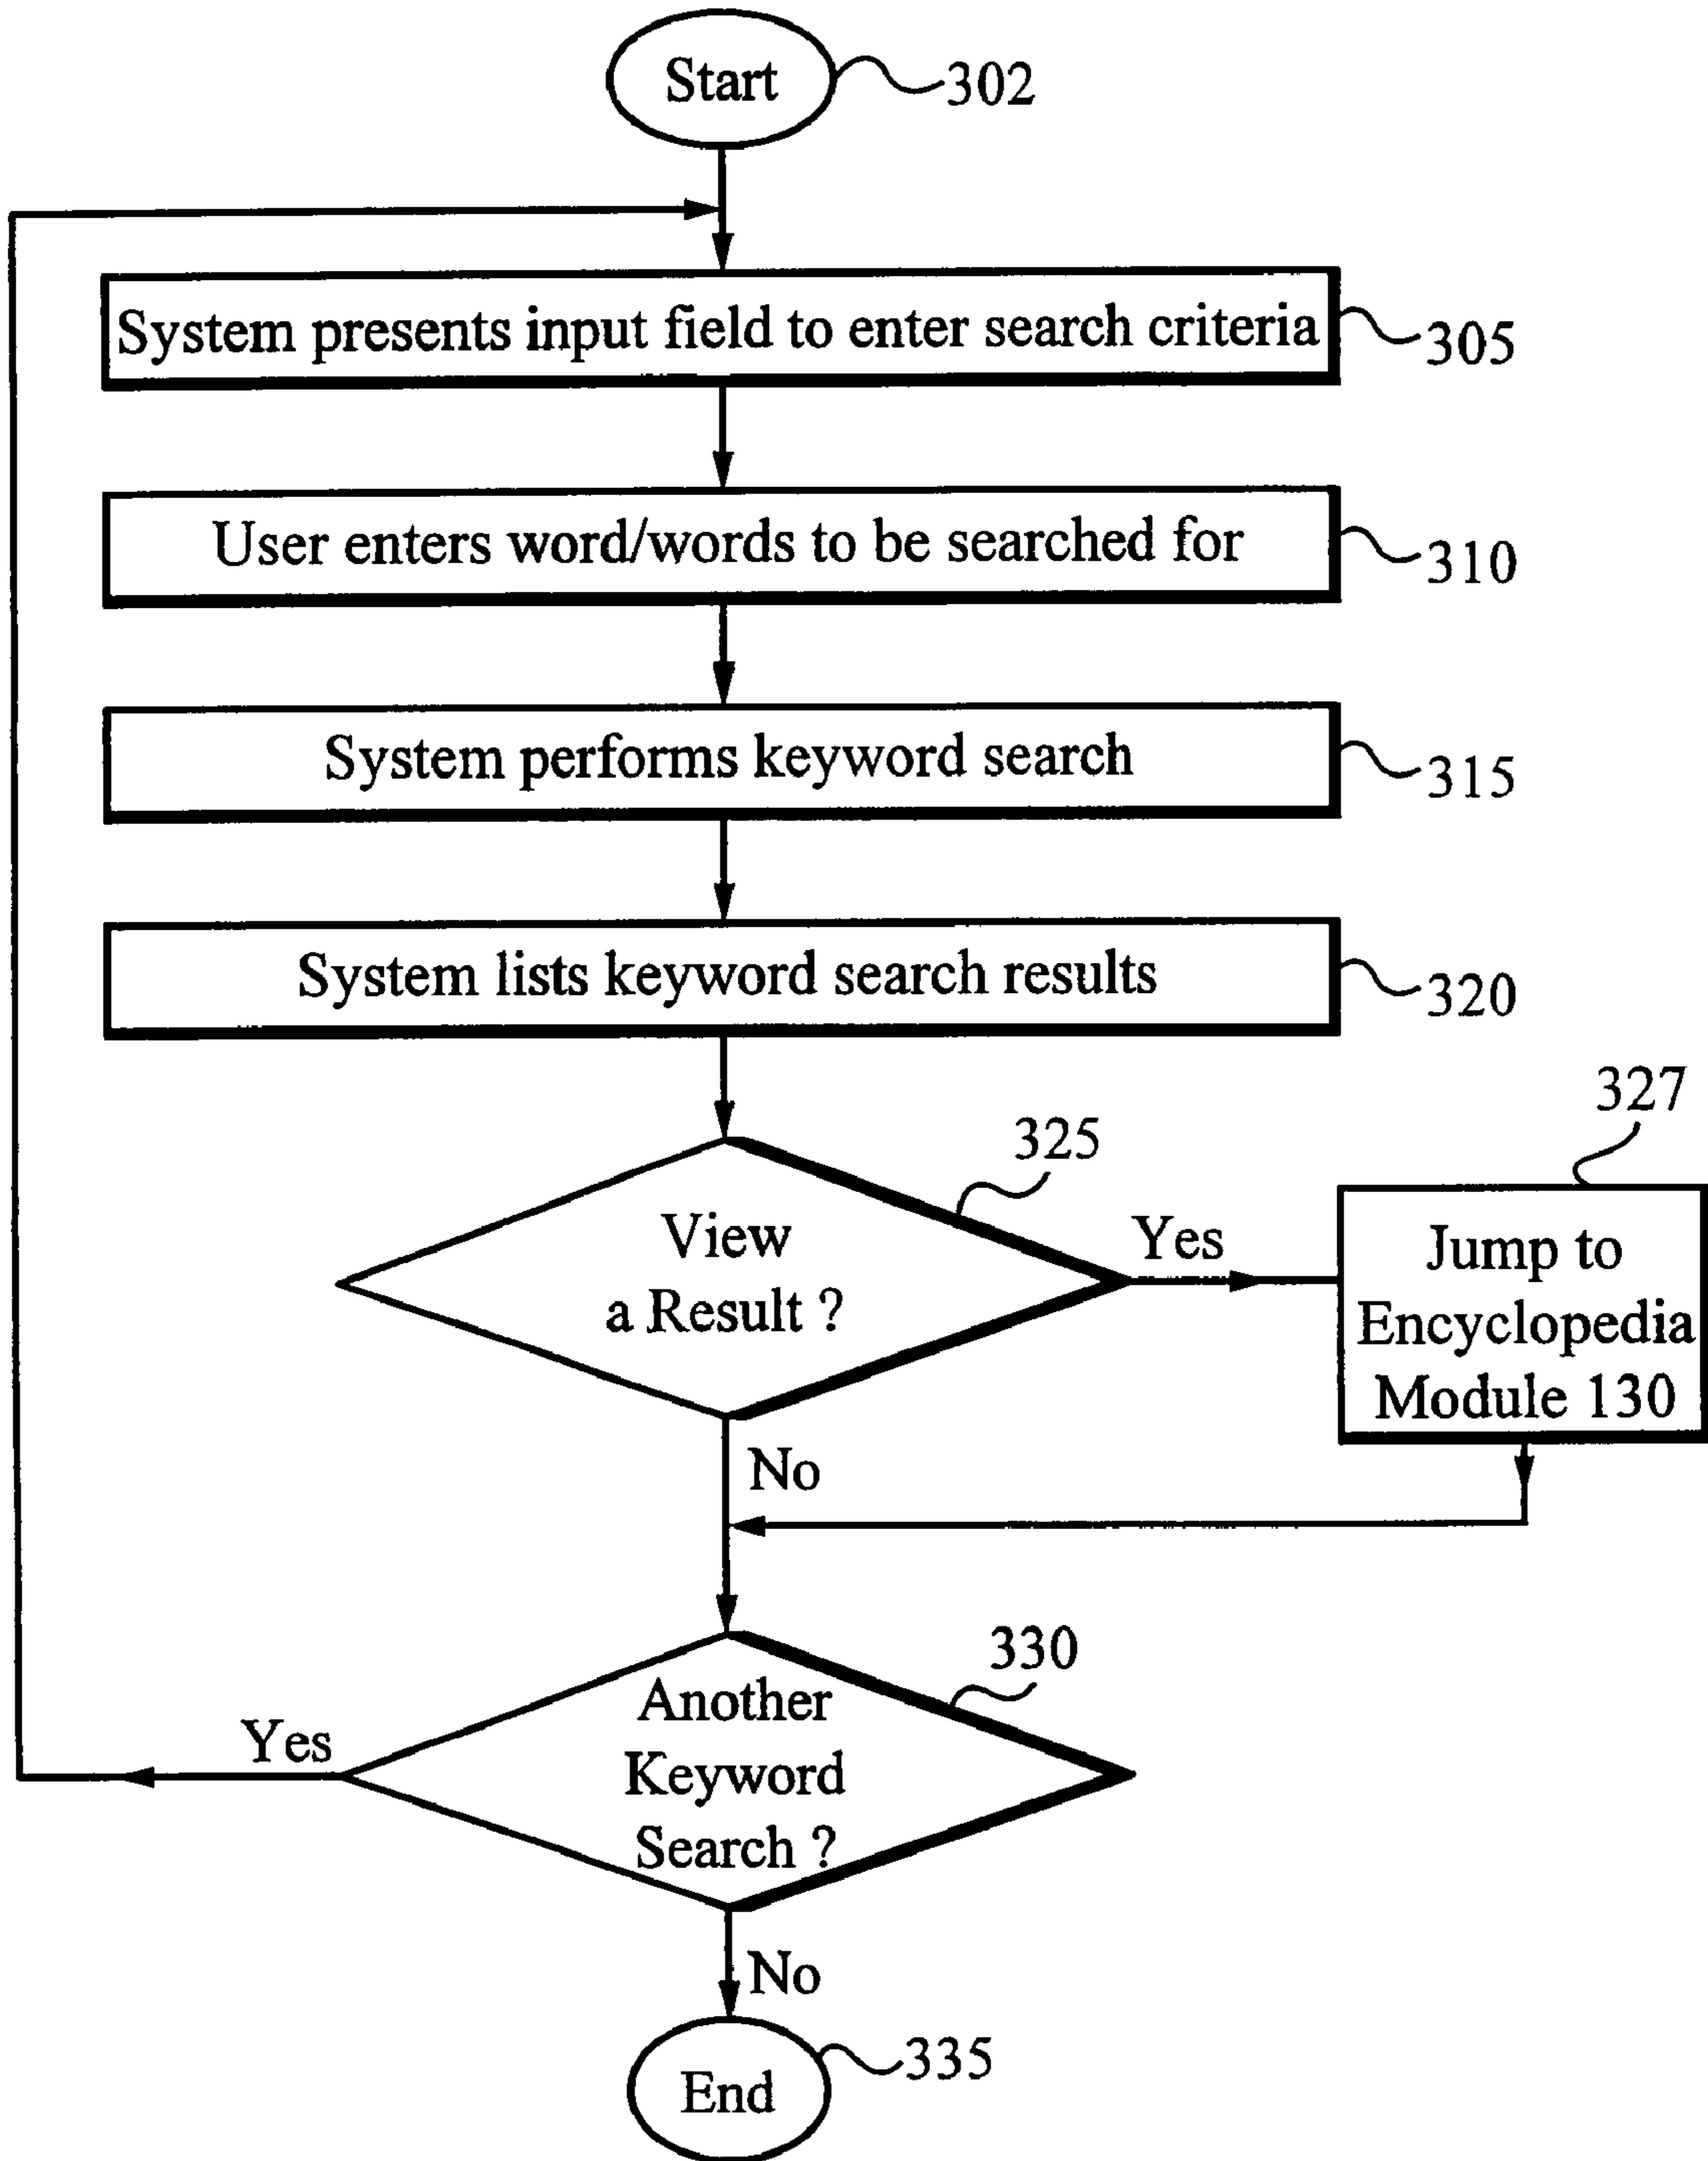 Start
302
System presents input field to enter search criteria
305
User enters word/words to be searched for
310
System performs keyword search
315
System lists keyword search results
320
325
327
View
a Result ?
Yes
Jump to
Encyclopedia
Module 130
No
330
Another
Keyword
Search ?
Yes
No
End
335